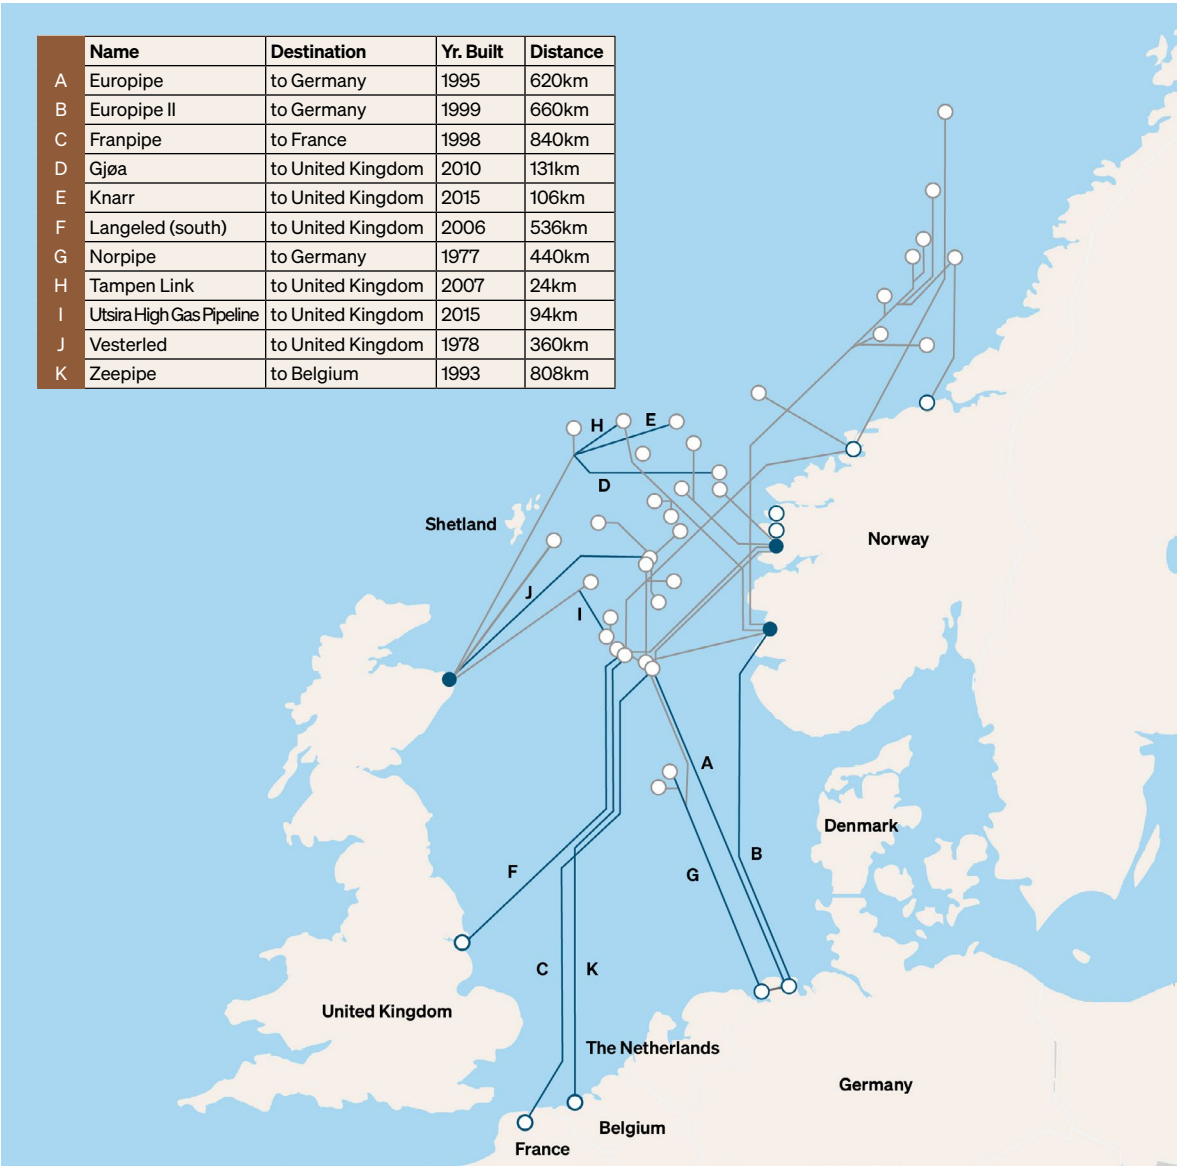 Name Destination Yr. Built Distance
A Europipe to Germany 1995 620km
B Europipe II to Germany 1999 660km
C Franpipe to France 1998 840km
D Gjøa to United Kingdom 2010 131km
E Knarr to United Kingdom 2015 106km
F Langeled (south) to United Kingdom 2006 536km
G Norpipe to Germany 1977 440km
H Tampen Link to United Kingdom 2007 24km
I Utsira High Gas Pipeline to United Kingdom 2015 94km
J Vesterled to United Kingdom 1978 360km
K Zeepipe to Belgium 1993 808km
H E
D
Shetland
Norway
J
I
A
Denmark
B
F
G
C K
United Kingdom
The Netherlands
Germany
Belgium
France